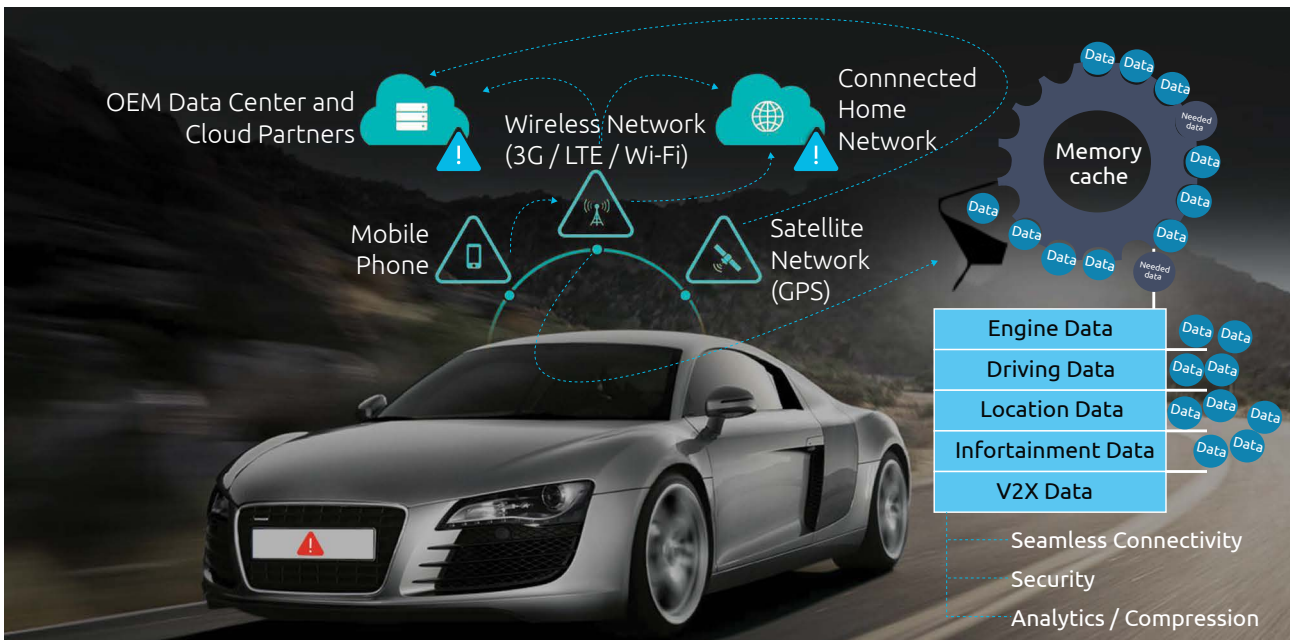 OEM Data Center and
Cloud Partners
Wireless Network
(3G / LTE / Wi-Fi)
Connnected
Home
Network
Mobile
Phone
Satellite
Network
(GPS)
Memory
cache
Data
Data
Data
Needed
data
Data
Data
Data
Needed
data
Data
Data
Data
Data
Engine Data
Data
Data
Driving Data
Data
Data
Location Data
Data
Data
Data
Infortainment Data
Data
Data
V2X Data
Seamless Connectivity
Security
Analytics / Compression